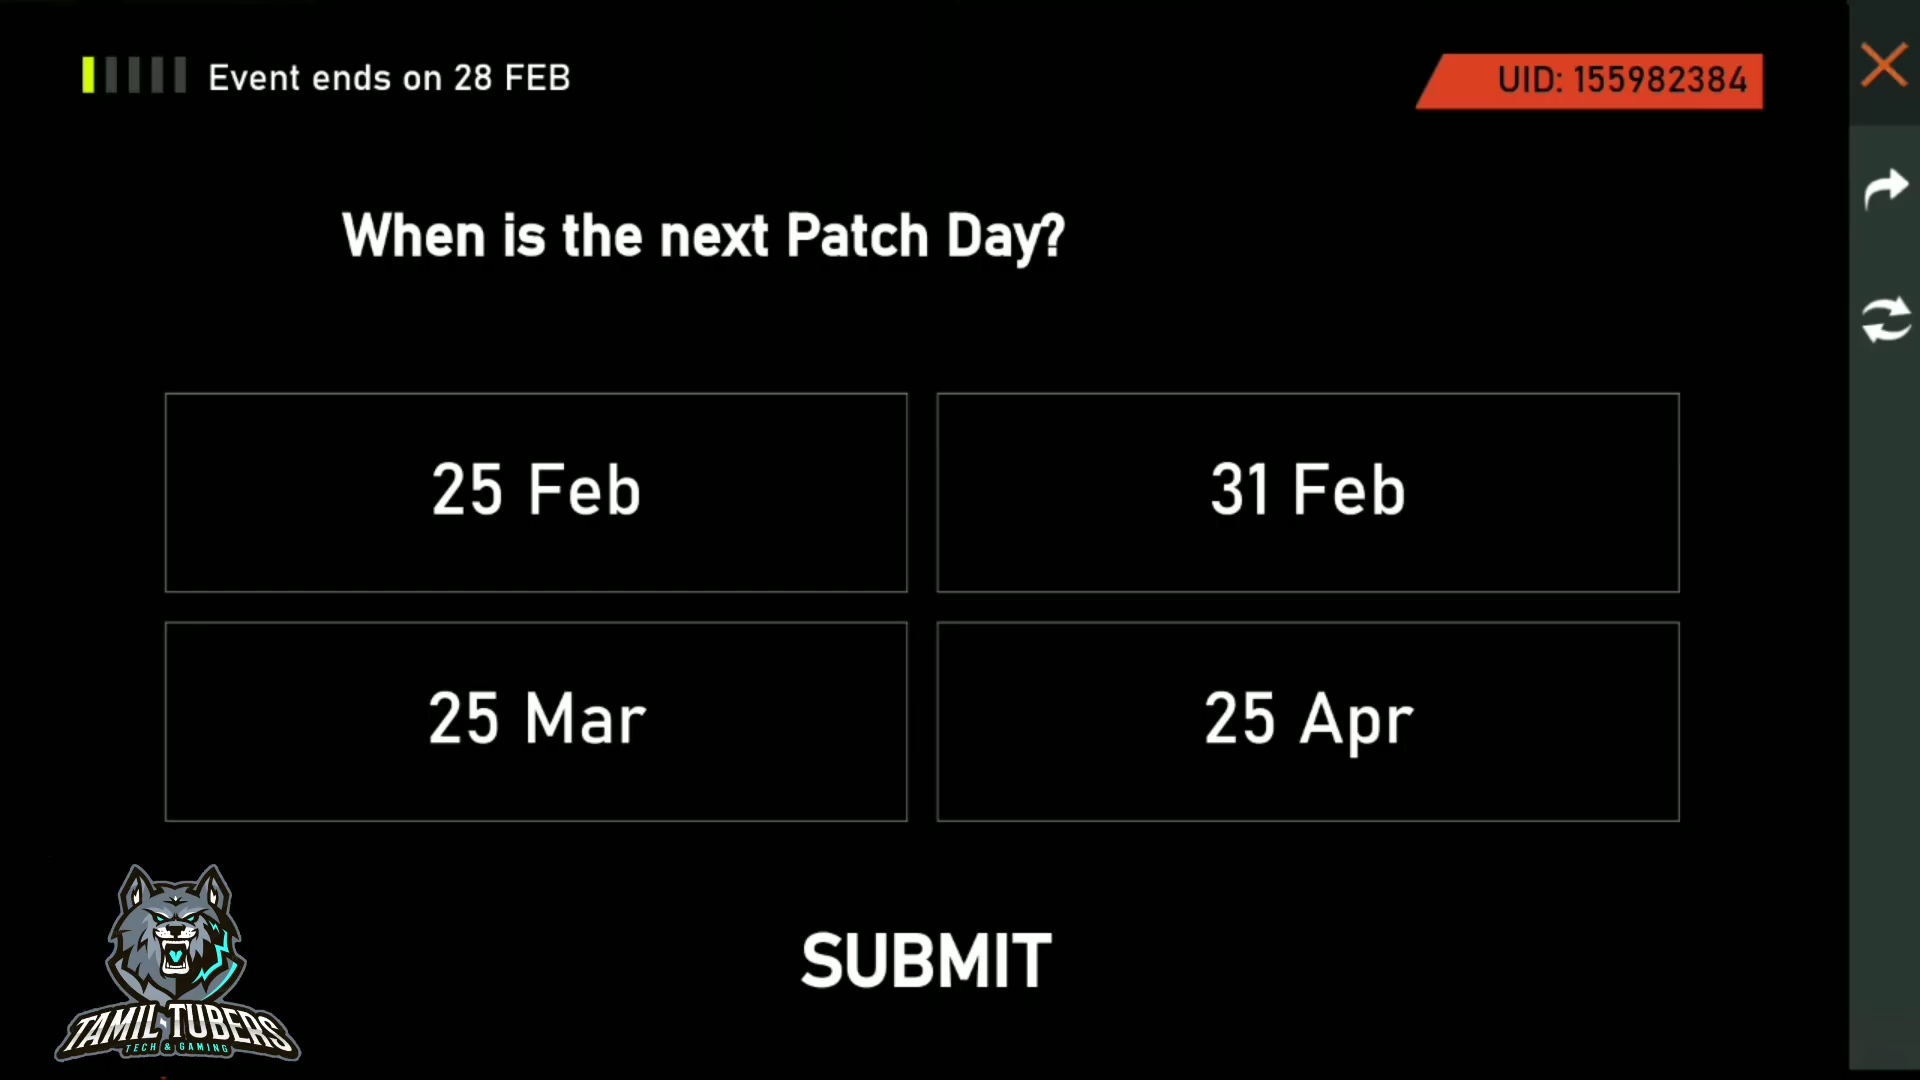 Event ends on 28 FEB
UID: 155982384
When is the next Patch Day?
25 Feb
31 Feb
25 Mar
25 Apr
SUBMIT
TAMIL TUBERS
TECH & GAMING